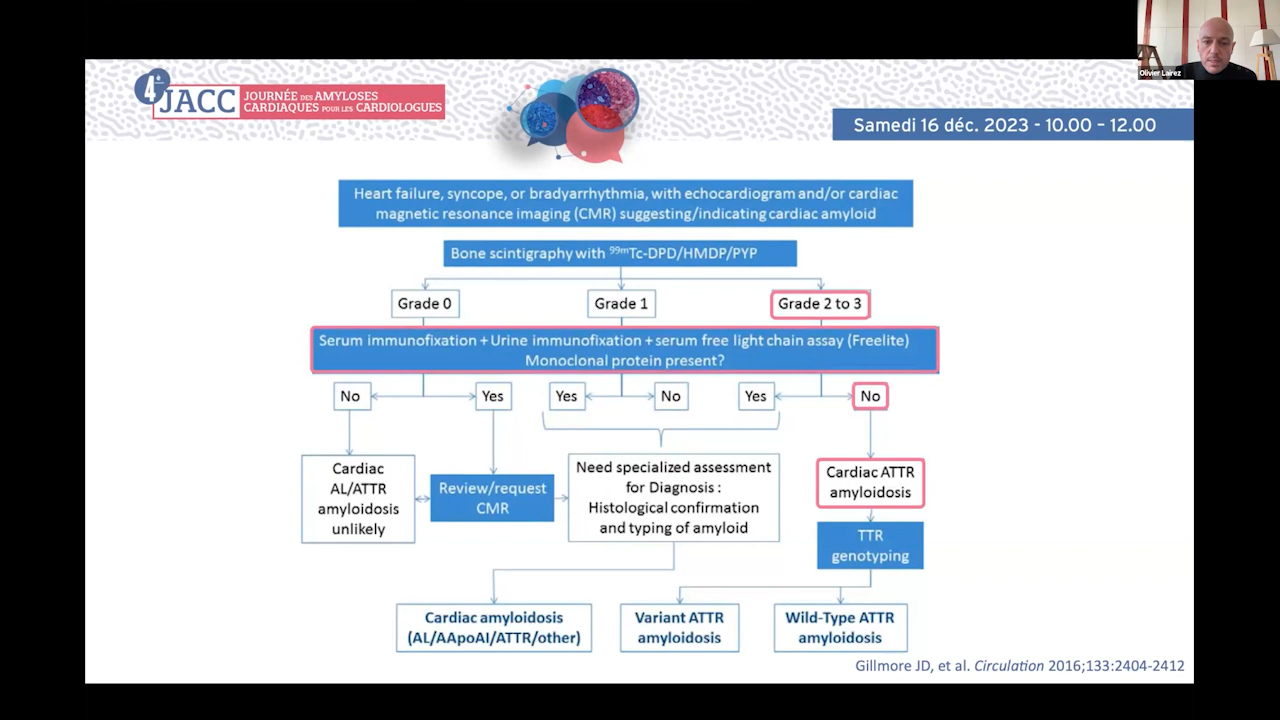 Olivier Lairez
4e JACC
JOURNÉE DES AMYLOSES
CARDIAQUES POUR LES CARDIOLOGUES
Samedi 16 déc. 2023 - 10.00 - 12.00
Heart failure, syncope, or bradyarrhythmia, with echocardiogram and/or cardiac
magnetic resonance imaging (CMR) suggesting/indicating cardiac amyloid
Bone scintigraphy with 99mTc-DPD/HMDP/PYP
Grade 0
Grade 1
Grade 2 to 3
Serum immunofixation + Urine immunofixation + serum free light chain assay (Freelite)
Monoclonal protein present?
No
Yes
Yes
No
Yes
No
Cardiac
AL/ATTR
amyloidosis
unlikely
Review/request
CMR
Need specialized assessment
for Diagnosis :
Histological confirmation
and typing of amyloid
Cardiac ATTR
amyloidosis
TTR
genotyping
Cardiac amyloidosis
(AL/AApoAI/ATTR/other)
Variant ATTR
amyloidosis
Wild-Type ATTR
amyloidosis
Gillmore JD, et al. Circulation 2016;133:2404-2412